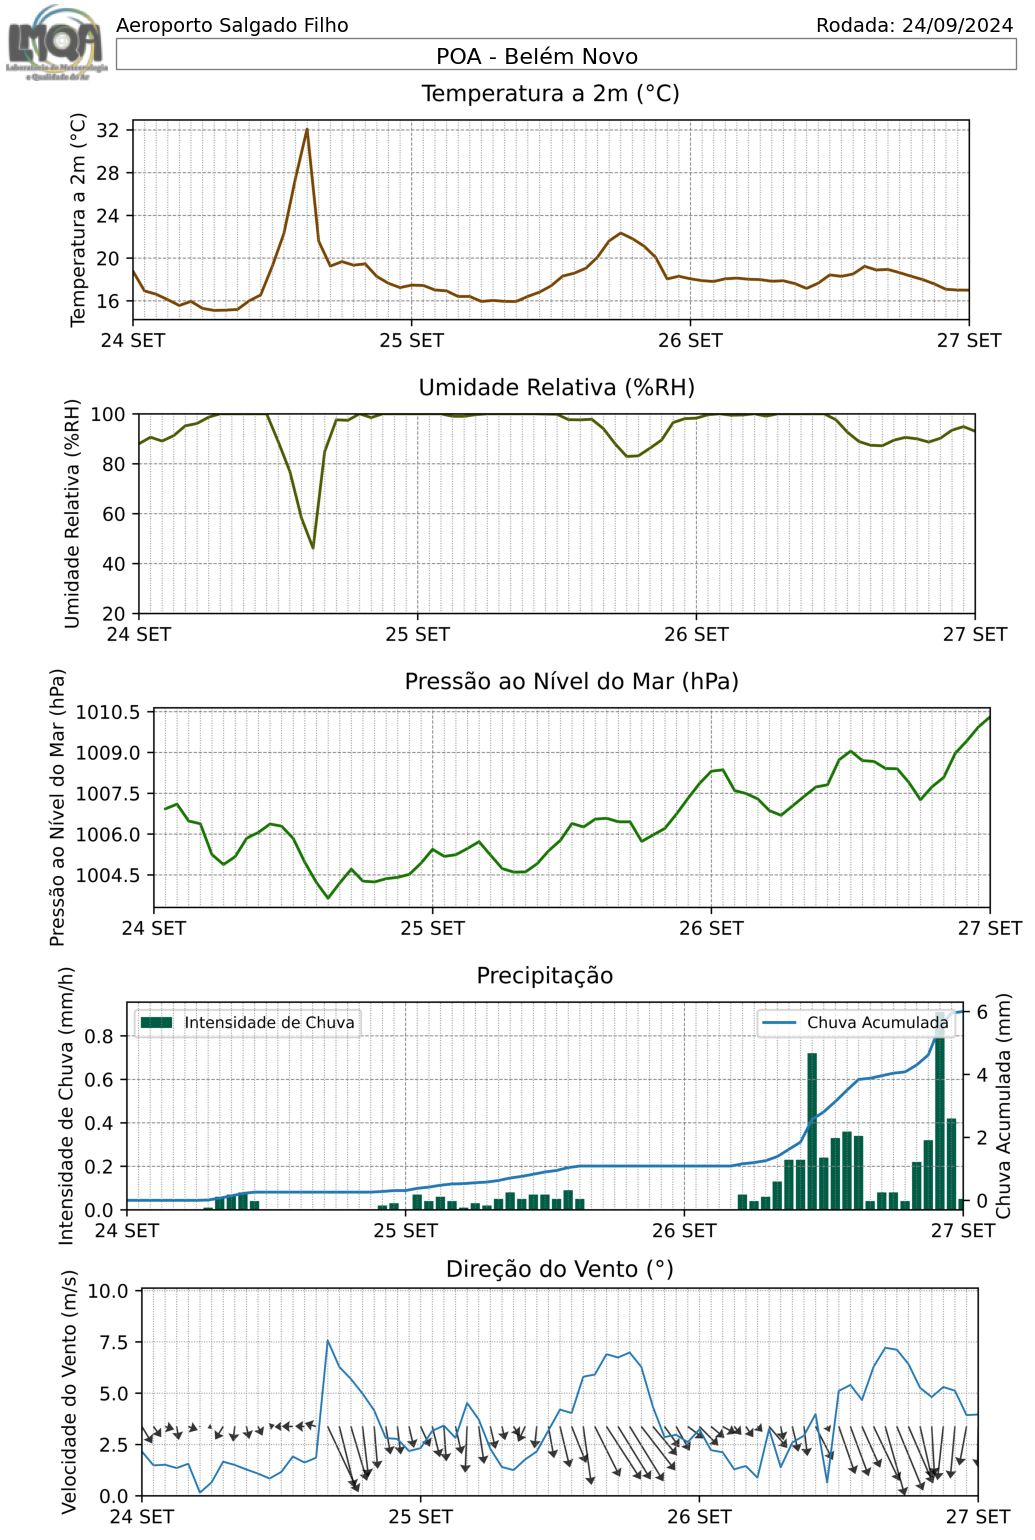 LMQA
Laboratório de Meteorologia
e Qualidade do Ar
Aeroporto Salgado Filho
Rodada: 24/09/2024
POA - Belém Novo
Temperatura a 2m (°C)
Temperatura a 2m (°C)
32
28
24
20
16
24 SET
25 SET
26 SET
27 SET
Umidade Relativa (%RH)
Umidade Relativa (%RH)
100
80
60
40
20
24 SET
25 SET
26 SET
27 SET
Pressão ao Nível do Mar (hPa)
Pressão ao Nível do Mar (hPa)
1010.5
1009.0
1007.5
1006.0
1004.5
24 SET
25 SET
26 SET
27 SET
Precipitação
Intensidade de Chuva (mm/h)
0.8
0.6
0.4
0.2
0.0
Intensidade de Chuva
Chuva Acumulada
6
4
2
0
Chuva Acumulada (mm)
24 SET
25 SET
26 SET
27 SET
Direção do Vento (°)
Velocidade do Vento (m/s)
10.0
7.5
5.0
2.5
0.0
24 SET
25 SET
26 SET
27 SET